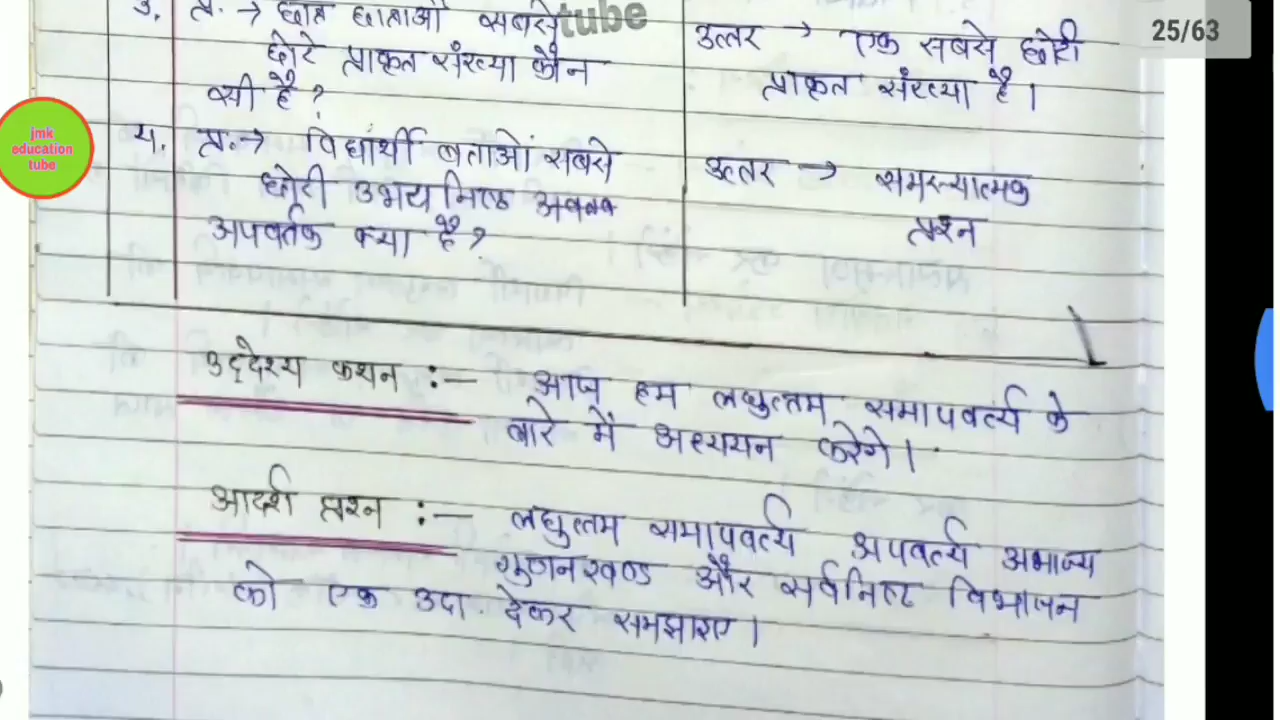 3. प्र. → छात्र छात्राओं सबसे
छोटे प्राकृत संख्या कौन
सी है ?
उत्तर → एक सबसे छोटी
प्राकृत संख्या है ।
4. प्र. → विद्यार्थी बताओं सबसे
छोटी उभयनिष्ठ
अपवर्तक क्या है ?
उत्तर → समस्यात्मक
प्रश्न
उद्देश्य कथन :— आज हम लघुत्तम समापवर्त्य के
बारे में अध्ययन करेगे ।
आदर्श प्रश्न :— लघुत्तम समापवर्त्य अपवर्त्य अभाज्य
गुणनखण्ड और सर्वनिष्ट विभाजन
को एक उदा देकर समझाइए ।
tube
25/63
jmk
education
tube